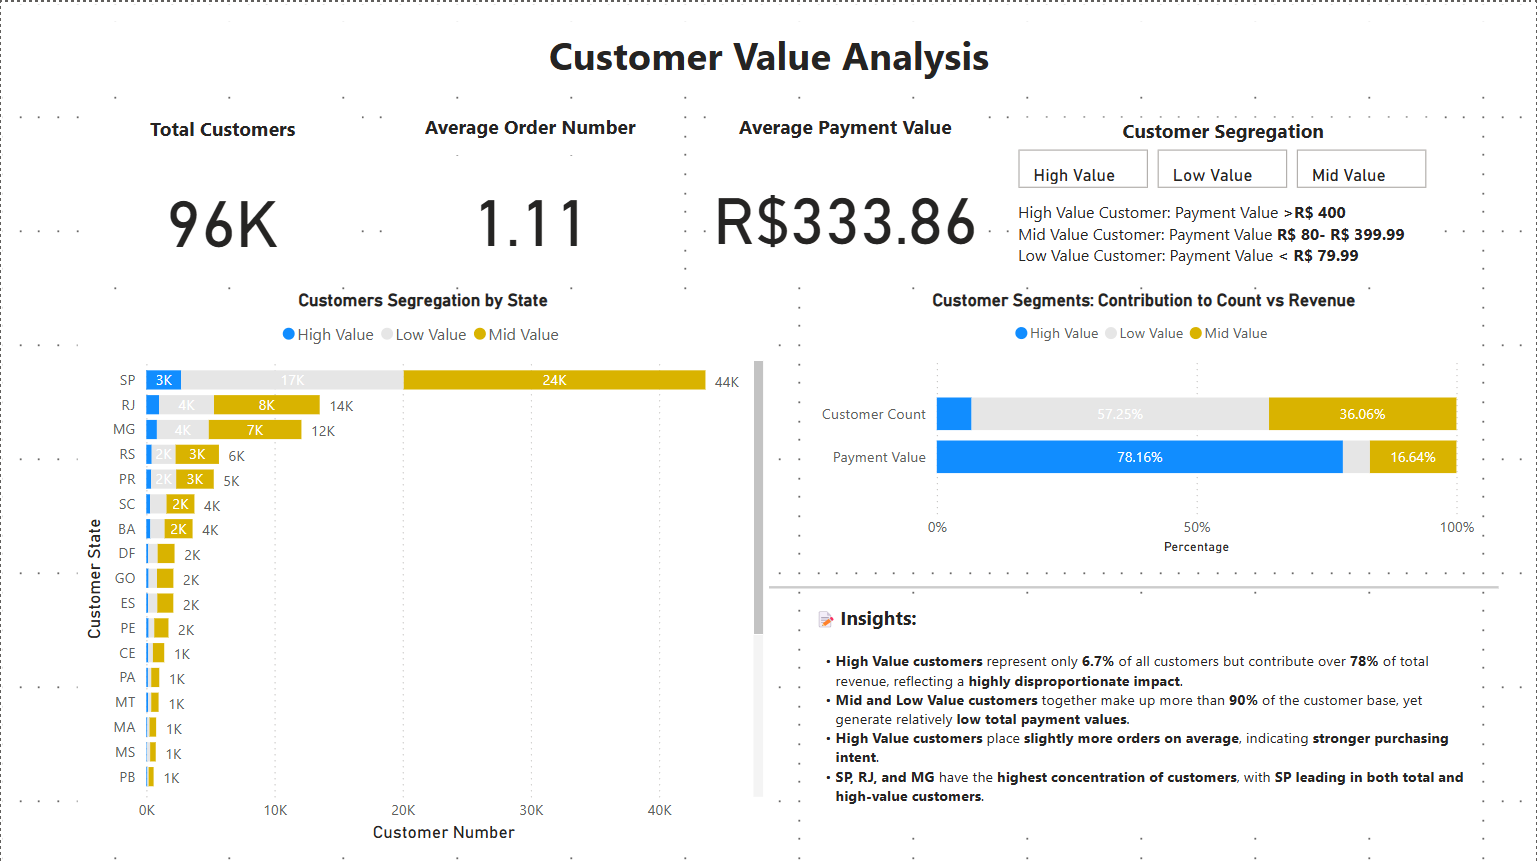 Customer Value Analysis
Total Customers
96K
Average Order Number
1.11
Average Payment Value
R$333.86
Customer Segregation
High Value
Low Value
Mid Value
High Value Customer: Payment Value >R$ 400
Mid Value Customer: Payment Value R$ 80- R$ 399.99
Low Value Customer: Payment Value < R$ 79.99
Customers Segregation by State
High Value Low Value Mid Value
Customer State
SP 3K 17K 24K 44K
RJ 4K 8K 14K
MG 4K 7K 12K
RS 2K 3K 6K
PR 2K 3K 5K
SC 2K 4K
BA 2K 4K
DF 2K
GO 2K
ES 2K
PE 2K
CE 1K
PA 1K
MT 1K
MA 1K
MS 1K
PB 1K
0K 10K 20K 30K 40K
Customer Number
Customer Segments: Contribution to Count vs Revenue
High Value Low Value Mid Value
Customer Count 57.25% 36.06%
Payment Value 78.16% 16.64%
0% 50% 100%
Percentage
📝 Insights:
• High Value customers represent only 6.7% of all customers but contribute over 78% of total
revenue, reflecting a highly disproportionate impact.
• Mid and Low Value customers together make up more than 90% of the customer base, yet
generate relatively low total payment values.
• High Value customers place slightly more orders on average, indicating stronger purchasing
intent.
• SP, RJ, and MG have the highest concentration of customers, with SP leading in both total and
high-value customers.